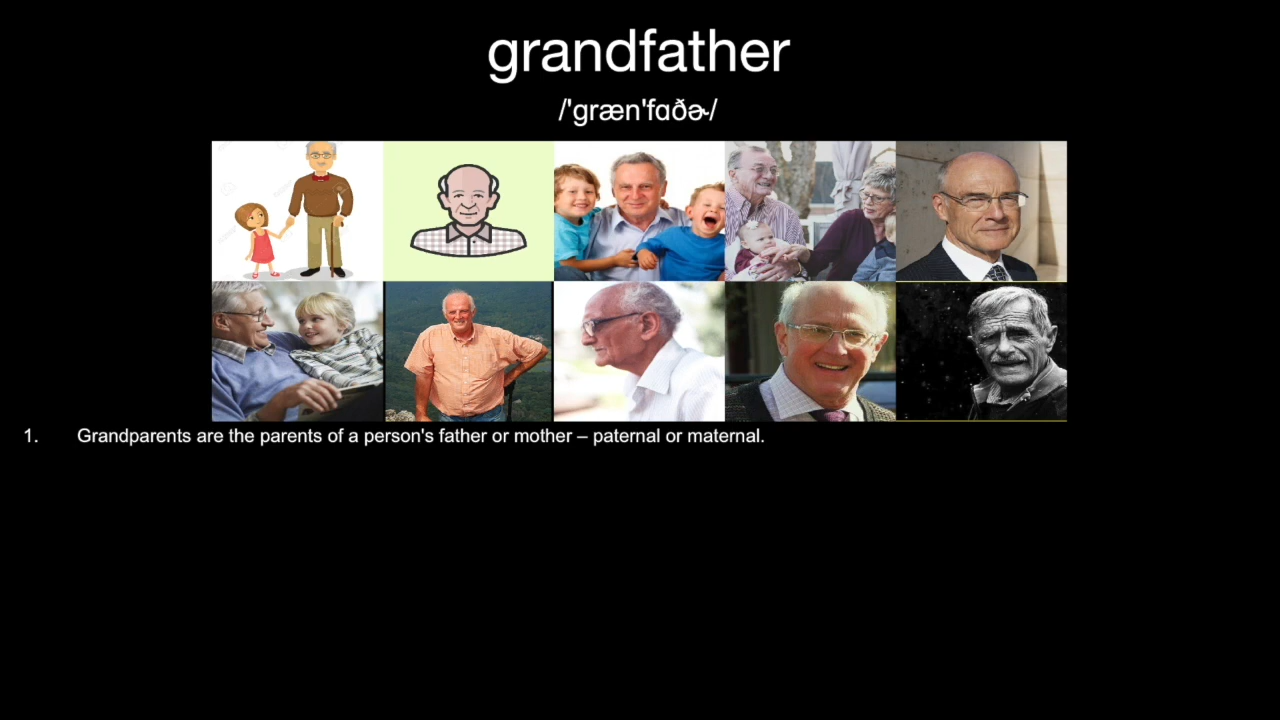 grandfather
/'græn'fɑðɚ/
1. Grandparents are the parents of a person's father or mother – paternal or maternal.